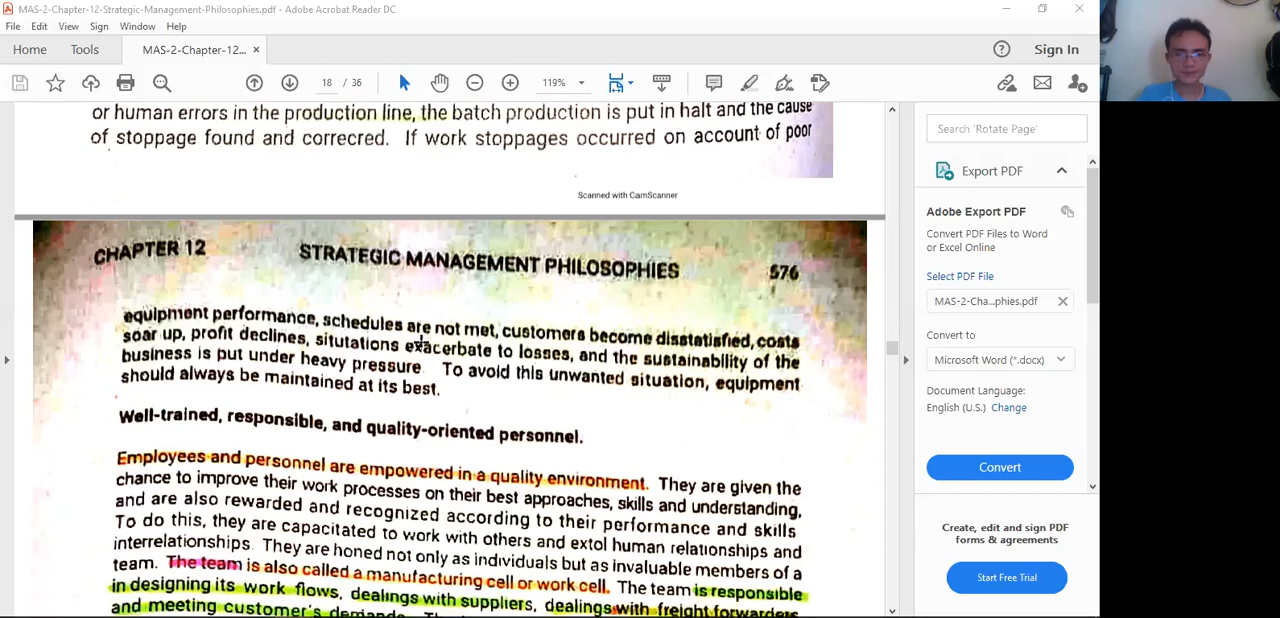 MAS-2-Chapter-12-Strategic-Management-Philosophies.pdf - Adobe Acrobat Reader DC
File Edit View Sign Window Help
Home Tools MAS-2-Chapter-12... × Sign In
18 / 36 119%
or human errors in the production line, the batch production is put in halt and the cause
of stoppage found and correcred. If work stoppages occurred on account of poor
Scanned with CamScanner
CHAPTER 12 STRATEGIC MANAGEMENT PHILOSOPHIES 576
equipment performance, schedules are not met, customers become disstatisfied, costs
soar up, profit declines, situtations exacerbate to losses, and the sustainability of the
business is put under heavy pressure. To avoid this unwanted situation, equipment
should always be maintained at its best.
Well-trained, responsible, and quality-oriented personnel.
Employees and personnel are empowered in a quality environment. They are given the
chance to improve their work processes on their best approaches, skills and understanding,
and are also rewarded and recognized according to their performance and skills
To do this, they are capacitated to work with others and extol human relationships and
interrelationships. They are honed not only as individuals but as invaluable members of a
team. The team is also called a manufacturing cell or work cell. The team is responsible
in designing its work flows, dealings with suppliers, dealings with freight forwarders
and meeting customer's demands.
Search 'Rotate Page'
Export PDF
Adobe Export PDF
Convert PDF Files to Word
or Excel Online
Select PDF File
MAS-2-Cha...phies.pdf
Convert to
Microsoft Word (*.docx)
Document Language:
English (U.S.) Change
Convert
Create, edit and sign PDF
forms & agreements
Start Free Trial